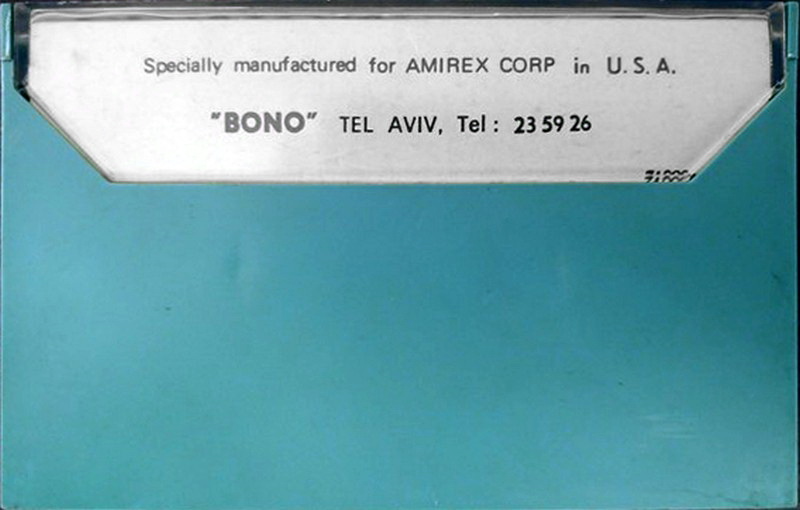 Specially manufactured for AMIREX CORP in U.S.A.
"BONO" TEL AVIV, Tel: 23 59 26